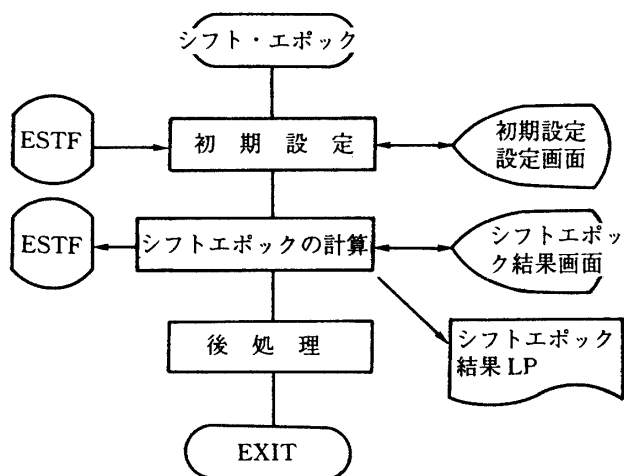 シフト・エポック
ESTF
初 期 設 定
初期設定
設定画面
ESTF
シフトエポックの計算
シフトエポッ
ク結果画面
後 処 理
シフトエポック
結果 LP
EXIT